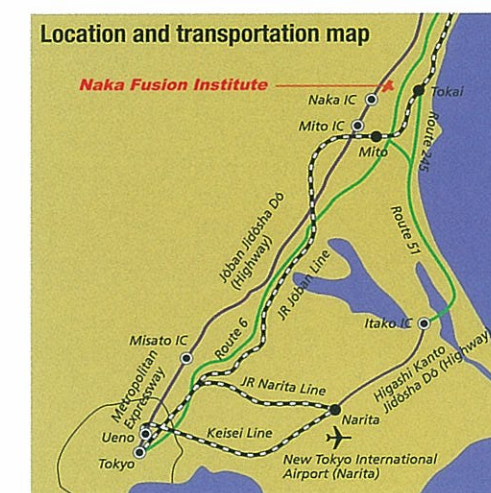 Location and transportation map
Naka Fusion Institute
Naka IC
Tokai
Mito IC
Mito
Route 245
Jōban Jidōsha Dō
(Highway)
Route 51
JR Jōban Line
Itako IC
Route 6
Misato IC
Higashi Kanto
Jidōsha Dō (Highway)
Metropolitan
Expressway
JR Narita Line
Narita
Ueno
Keisei Line
Tokyo
New Tokyo International
Airport (Narita)